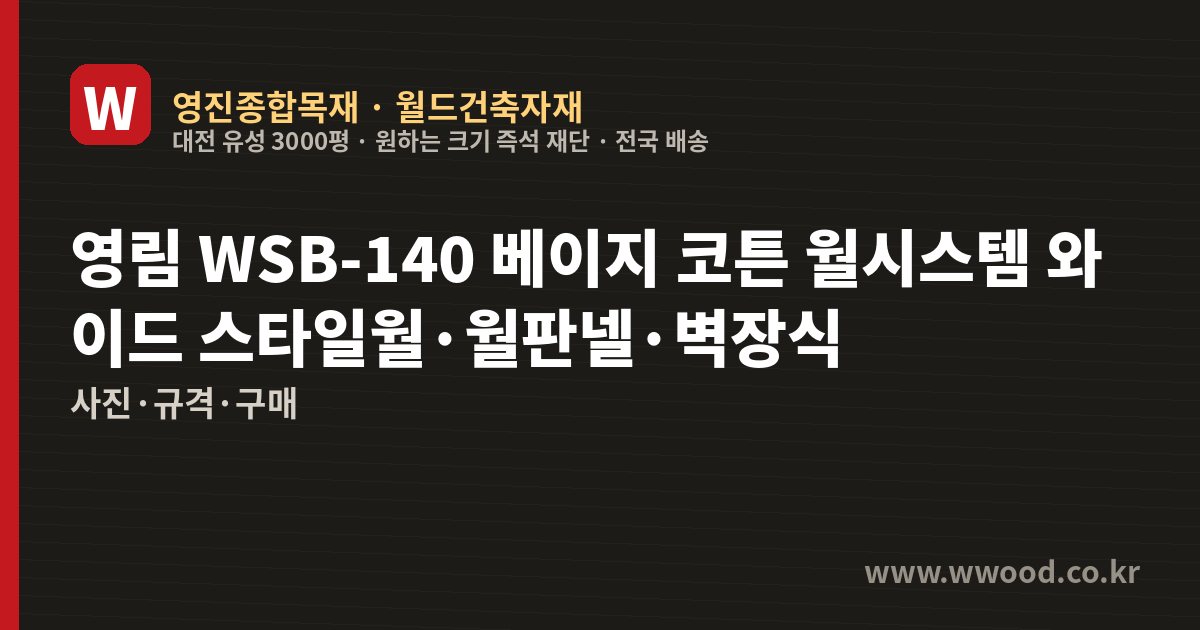 W
영진종합목재 · 월드건축자재
대전 유성 3000평 · 원하는 크기 즉석 재단 · 전국 배송
영림 WSB-140 베이지 코튼 월시스템 와
이드 스타일월·월판넬·벽장식
사진·규격·구매
www.wwood.co.kr